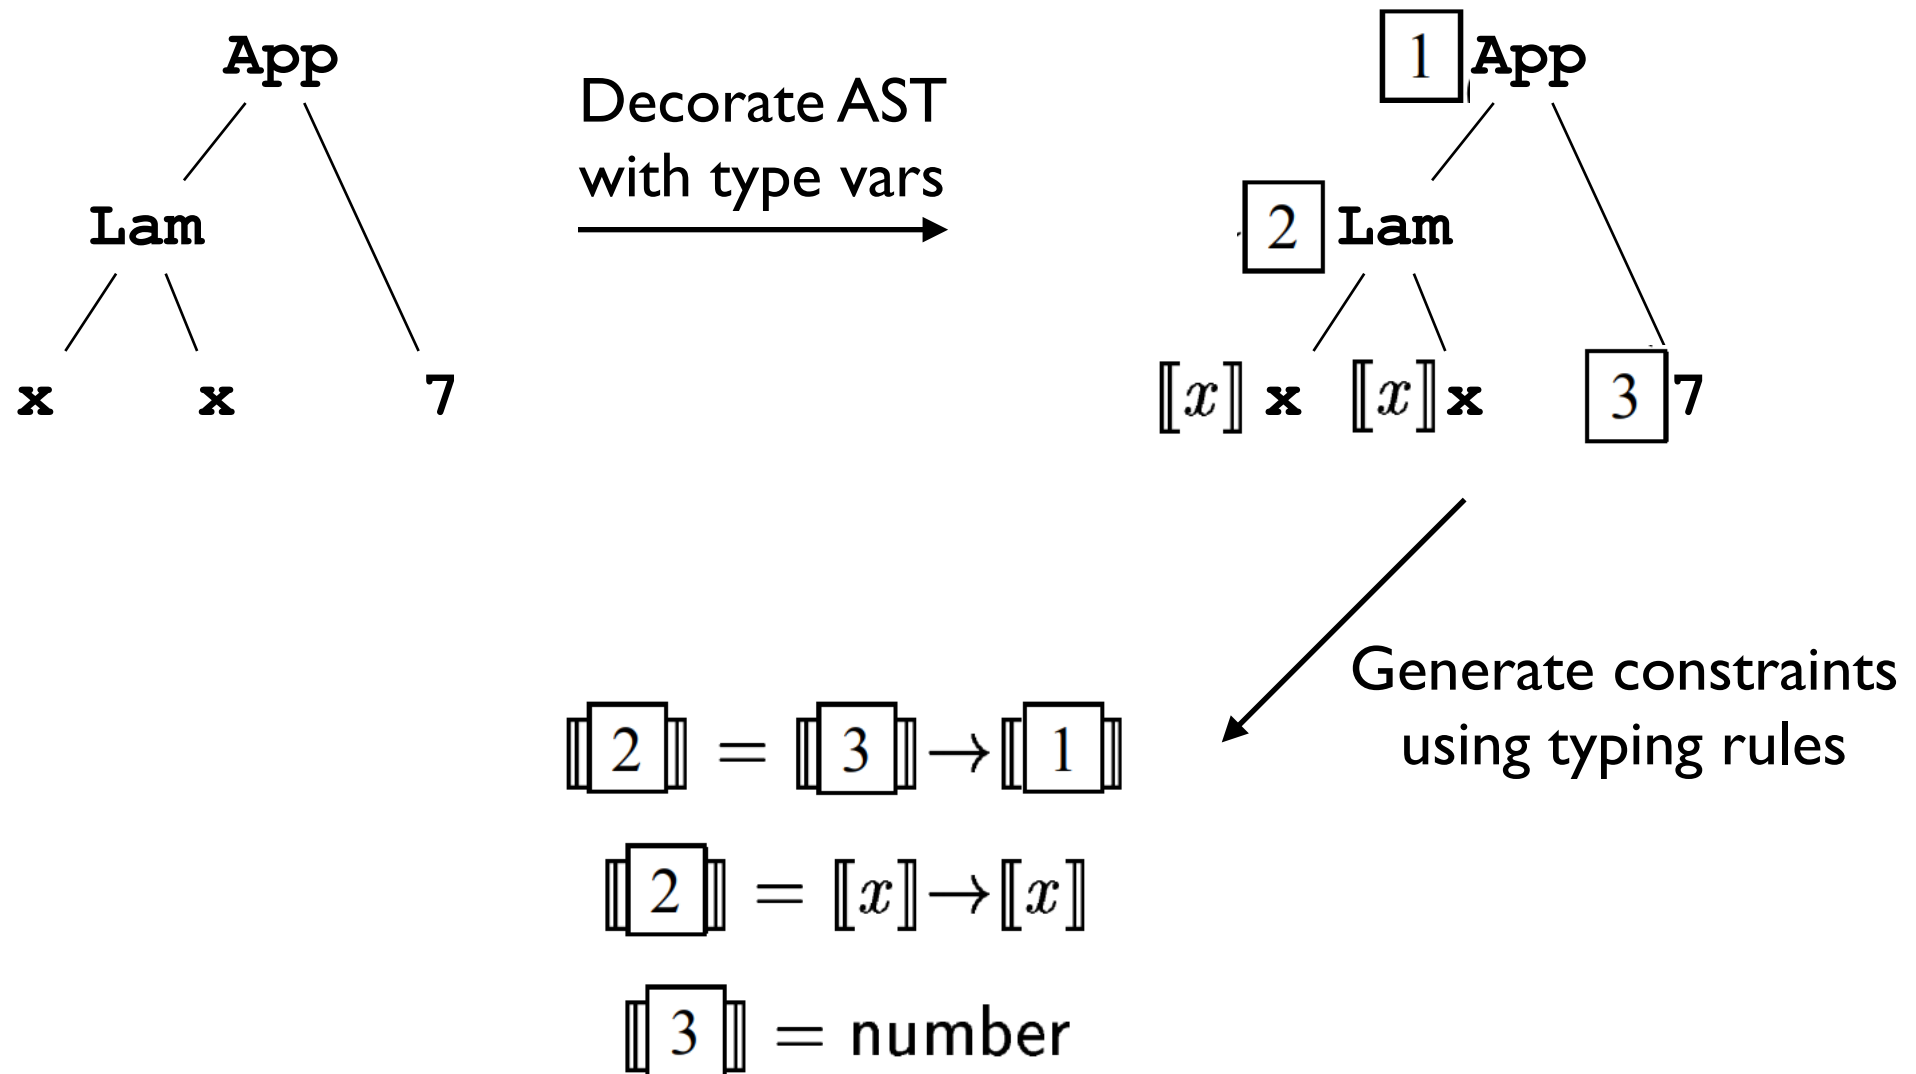 App
Lam
x x 7
Decorate AST
with type vars
1 App
2 Lam
⟦x⟧ x ⟦x⟧ x 3 7
Generate constraints
using typing rules
⟦2⟧ = ⟦3⟧→⟦1⟧
⟦2⟧ = ⟦x⟧→⟦x⟧
⟦3⟧ = number